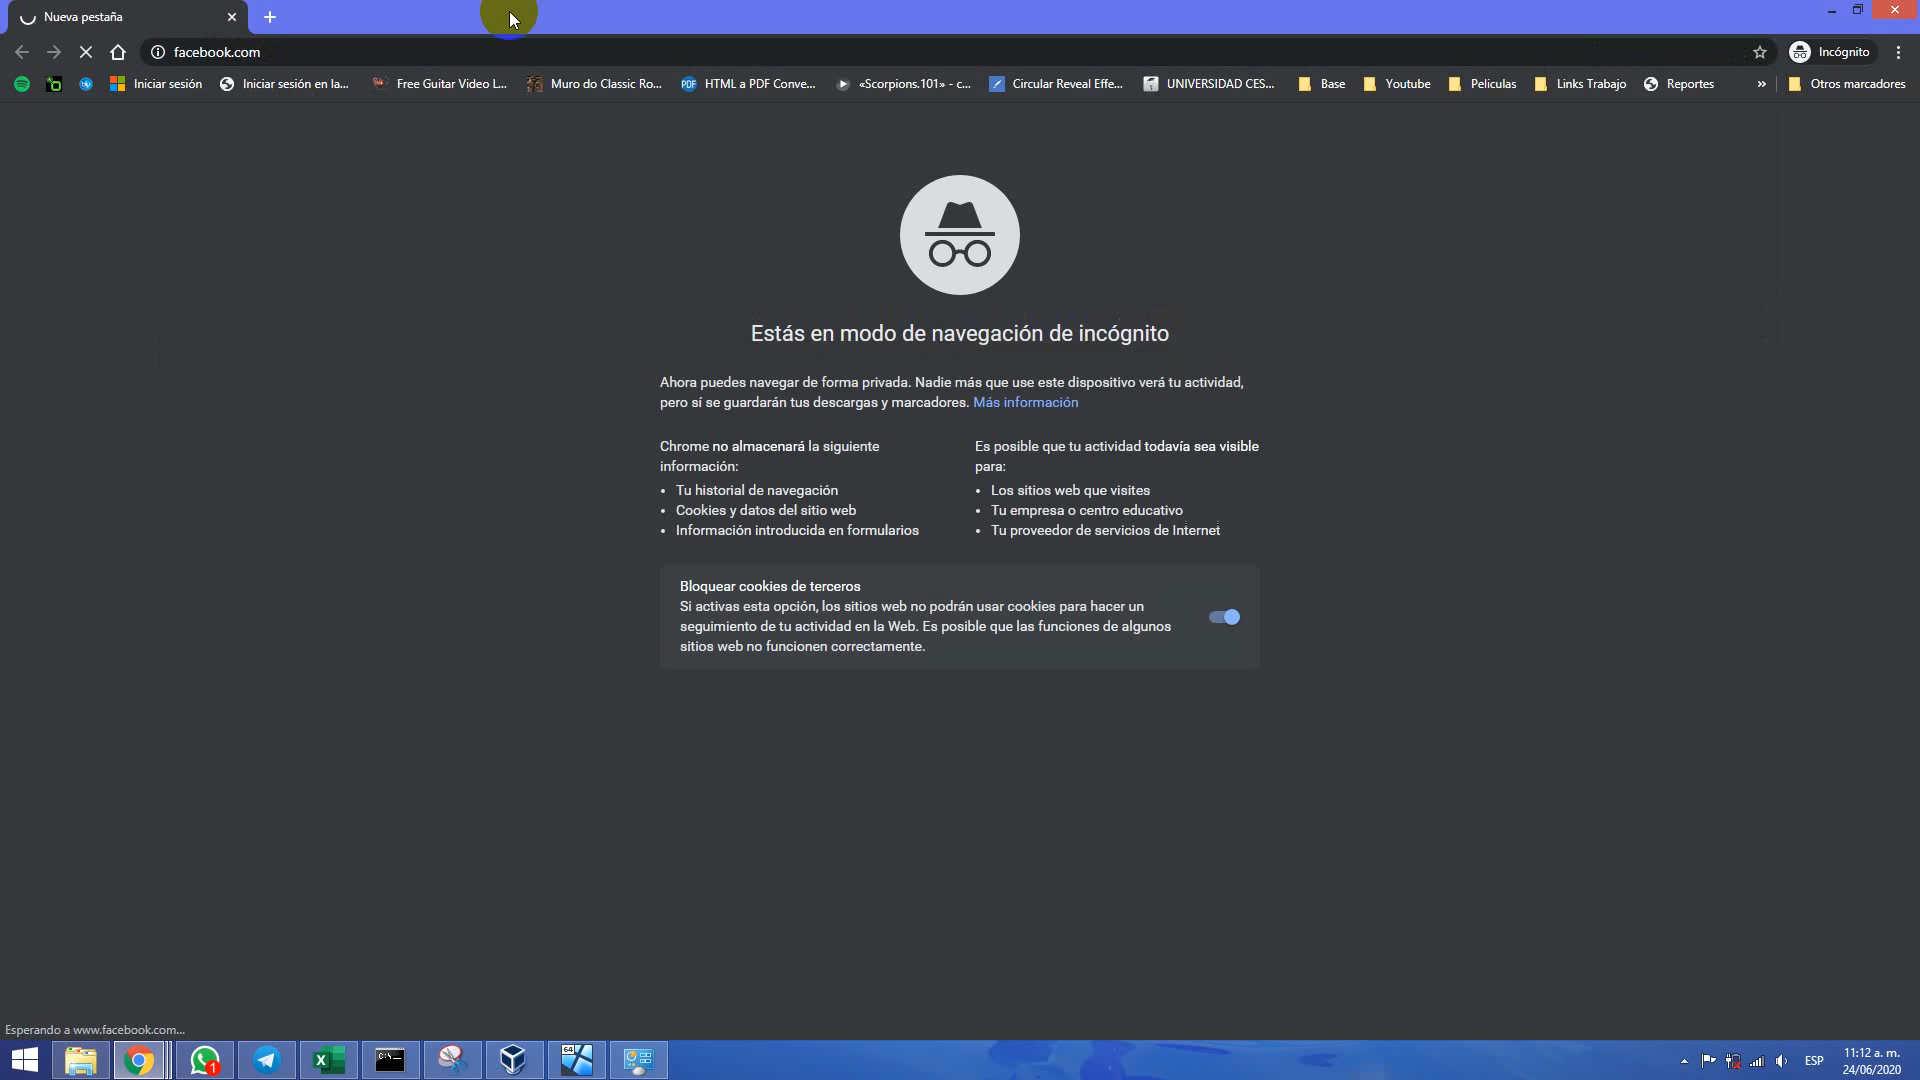 Nueva pestaña
facebook.com
Incógnito
Iniciar sesión
Iniciar sesión en la...
Free Guitar Video L...
Muro do Classic Ro...
PDF
HTML a PDF Conve...
«Scorpions.101» - c...
Circular Reveal Effe...
UNIVERSIDAD CES...
Base
Youtube
Peliculas
Links Trabajo
Reportes
»
Otros marcadores
Estás en modo de navegación de incógnito
Ahora puedes navegar de forma privada. Nadie más que use este dispositivo verá tu actividad,
pero sí se guardarán tus descargas y marcadores. Más información
Chrome no almacenará la siguiente
información:
• Tu historial de navegación
• Cookies y datos del sitio web
• Información introducida en formularios
Es posible que tu actividad todavía sea visible
para:
• Los sitios web que visites
• Tu empresa o centro educativo
• Tu proveedor de servicios de Internet
Bloquear cookies de terceros
Si activas esta opción, los sitios web no podrán usar cookies para hacer un
seguimiento de tu actividad en la Web. Es posible que las funciones de algunos
sitios web no funcionen correctamente.
Esperando a www.facebook.com...
1
C:\
64
ESP
11:12 a. m.
24/06/2020